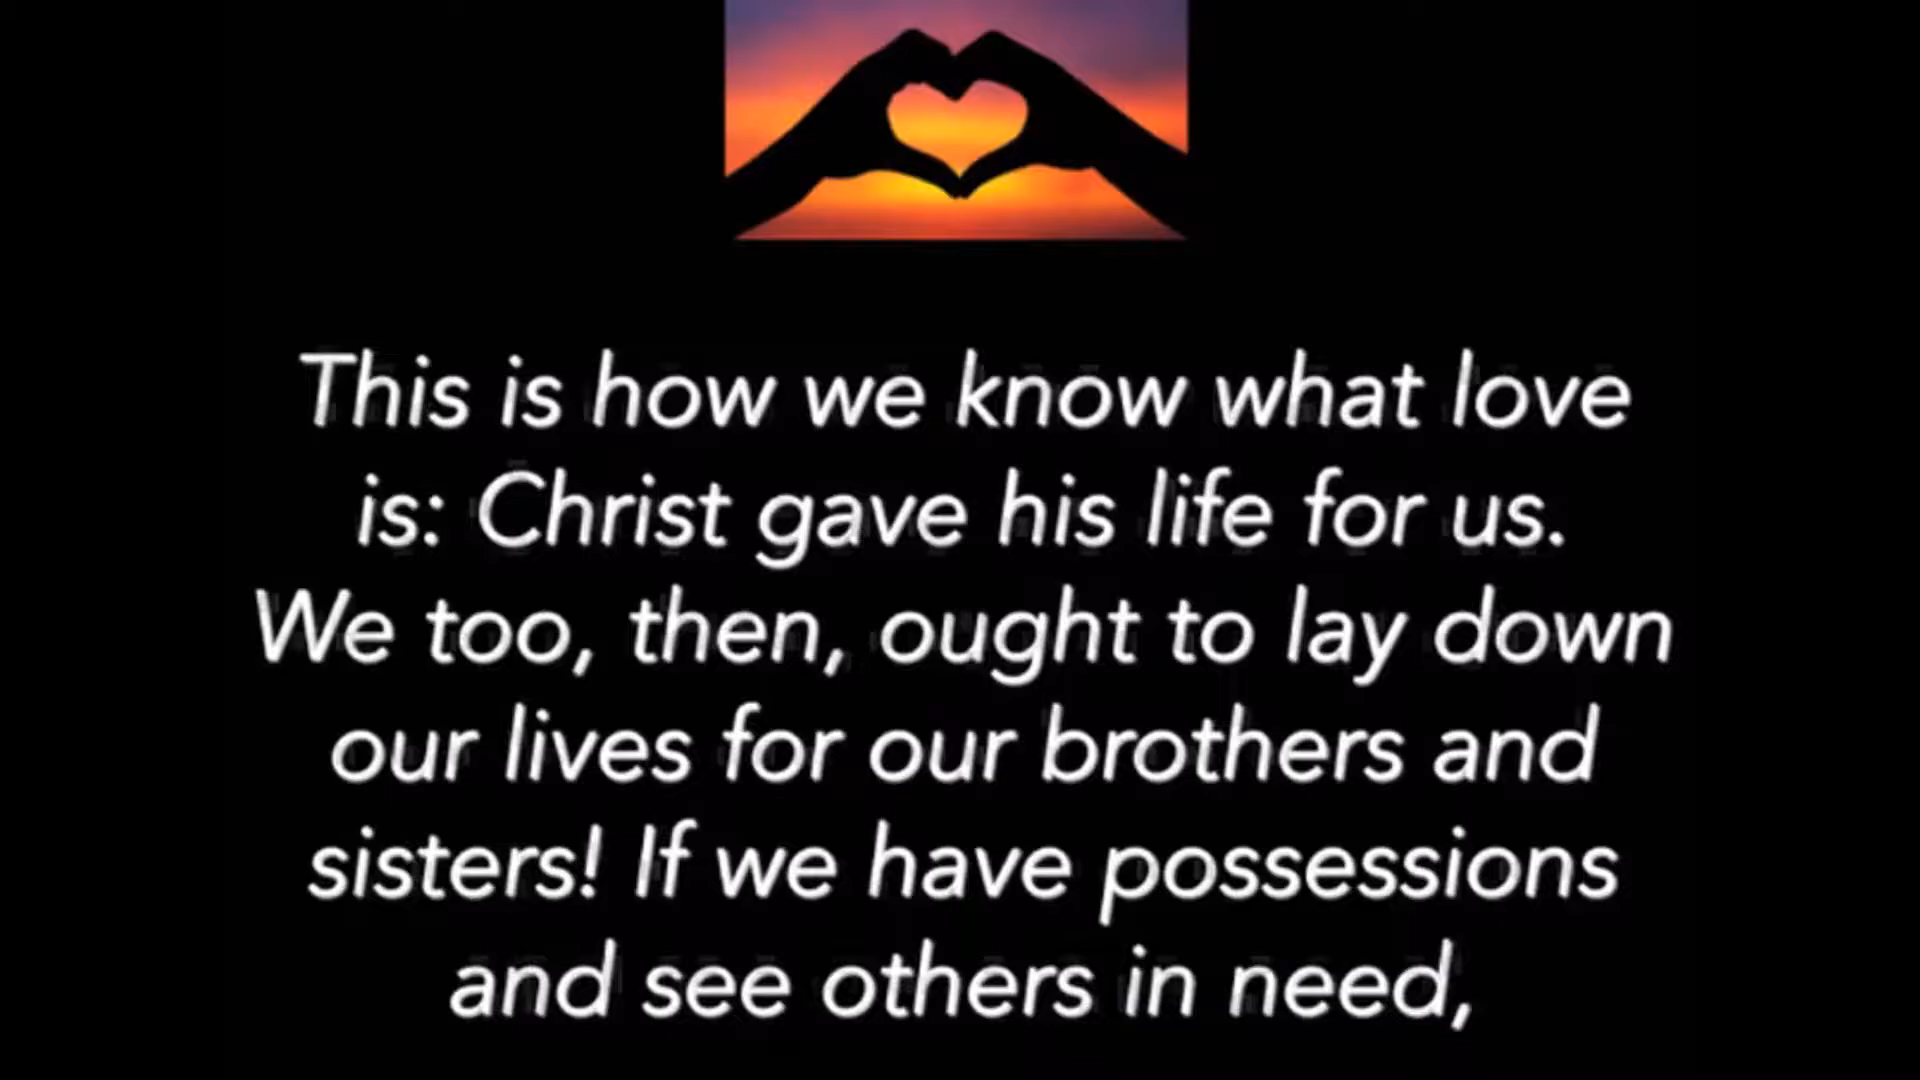 This is how we know what love
is: Christ gave his life for us.
We too, then, ought to lay down
our lives for our brothers and
sisters! If we have possessions
and see others in need,